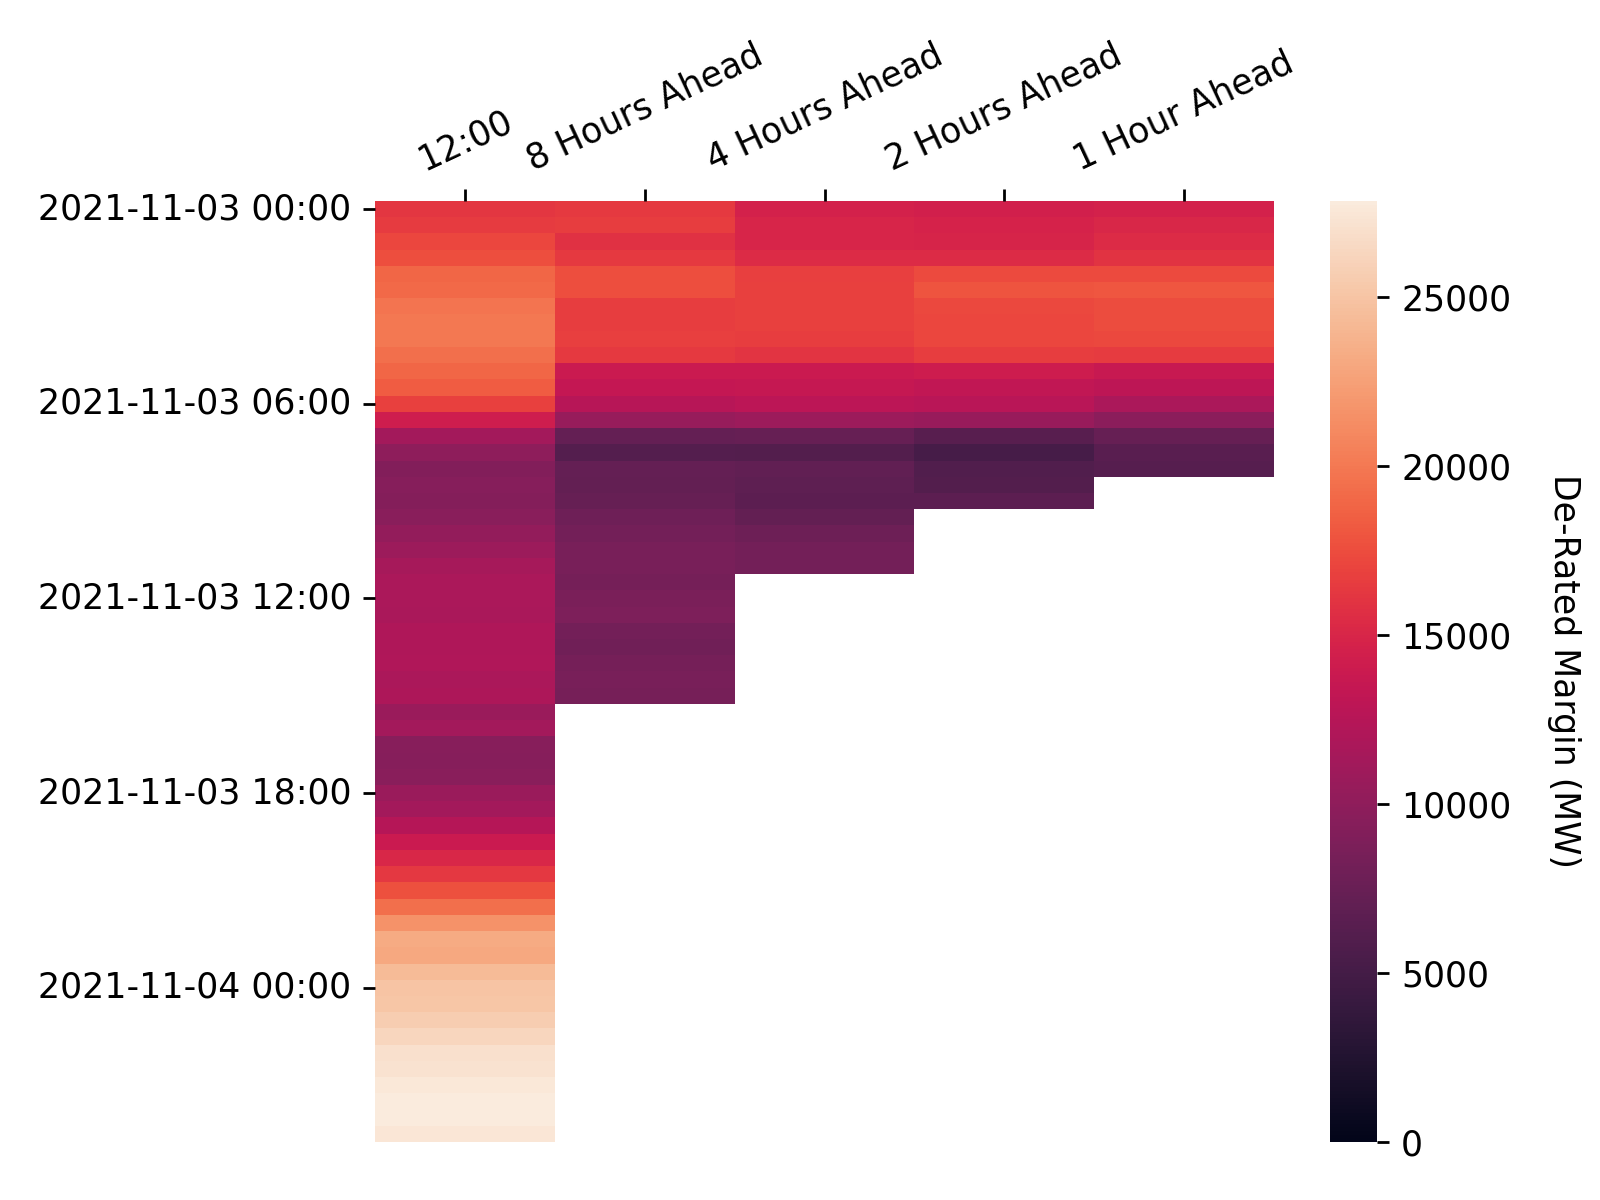 12:00
8 Hours Ahead
4 Hours Ahead
2 Hours Ahead
1 Hour Ahead
2021-11-03 00:00
2021-11-03 06:00
2021-11-03 12:00
2021-11-03 18:00
2021-11-04 00:00
25000
20000
15000
10000
5000
0
De-Rated Margin (MW)